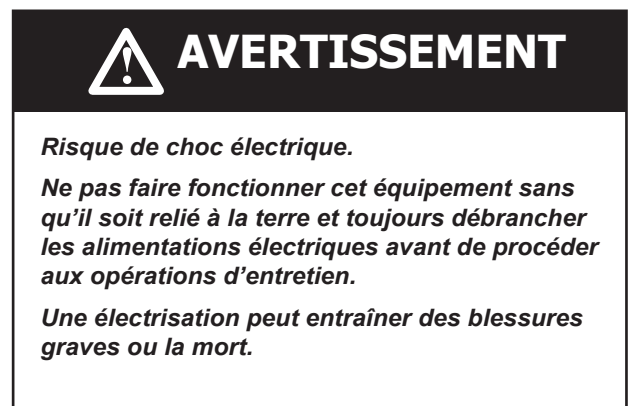 AVERTISSEMENT
Risque de choc électrique.
Ne pas faire fonctionner cet équipement sans
qu'il soit relié à la terre et toujours débrancher
les alimentations électriques avant de procéder
aux opérations d'entretien.
Une électrisation peut entraîner des blessures
graves ou la mort.